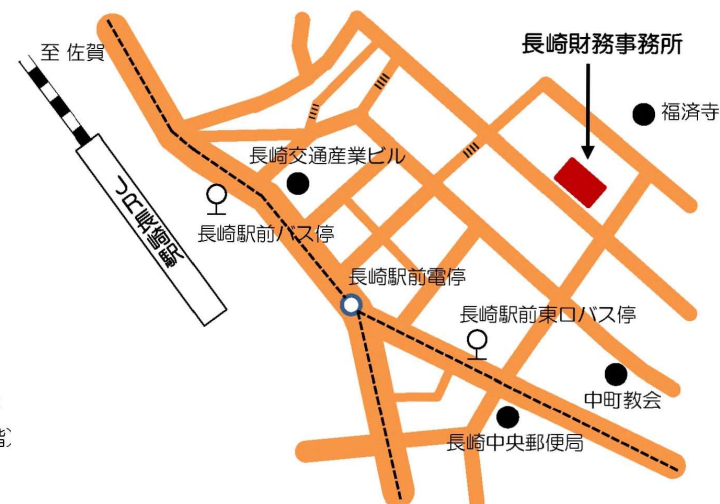 至 佐賀
長崎財務事務所
福済寺
長崎交通産業ビル
JR長崎駅
長崎駅前バス停
長崎駅前電停
長崎駅前東口バス停
中町教会
長崎中央郵便局